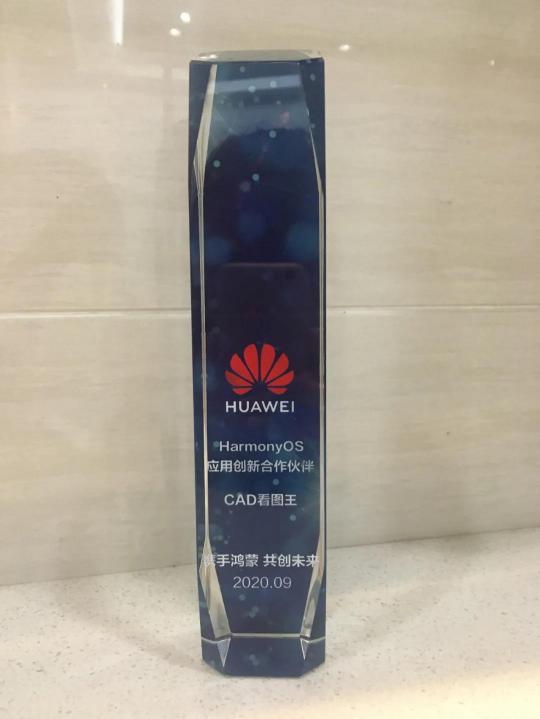 HUAWEI
HarmonyOS
应用创新合作伙伴
CAD看图王
携手鸿蒙 共创未来
2020.09